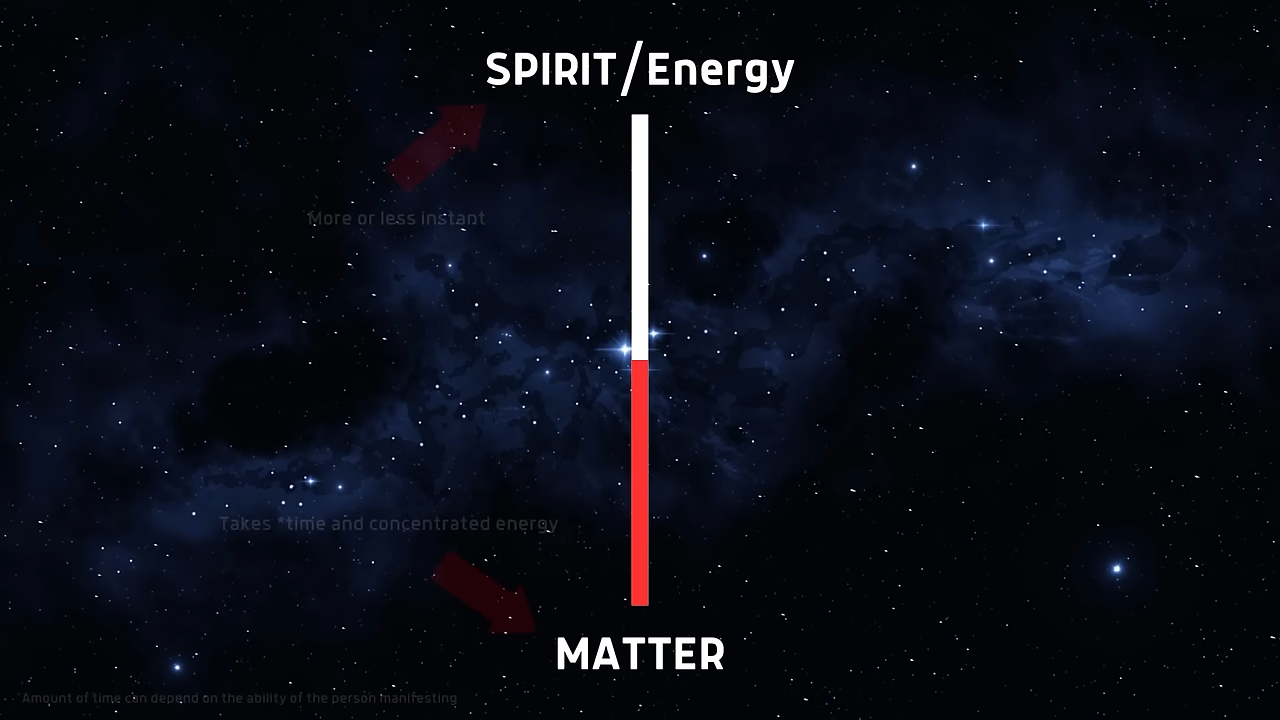 SPIRIT/Energy
More or less instant
Takes *time and concentrated energy
MATTER
*Amount of time can depend on the ability of the person manifesting